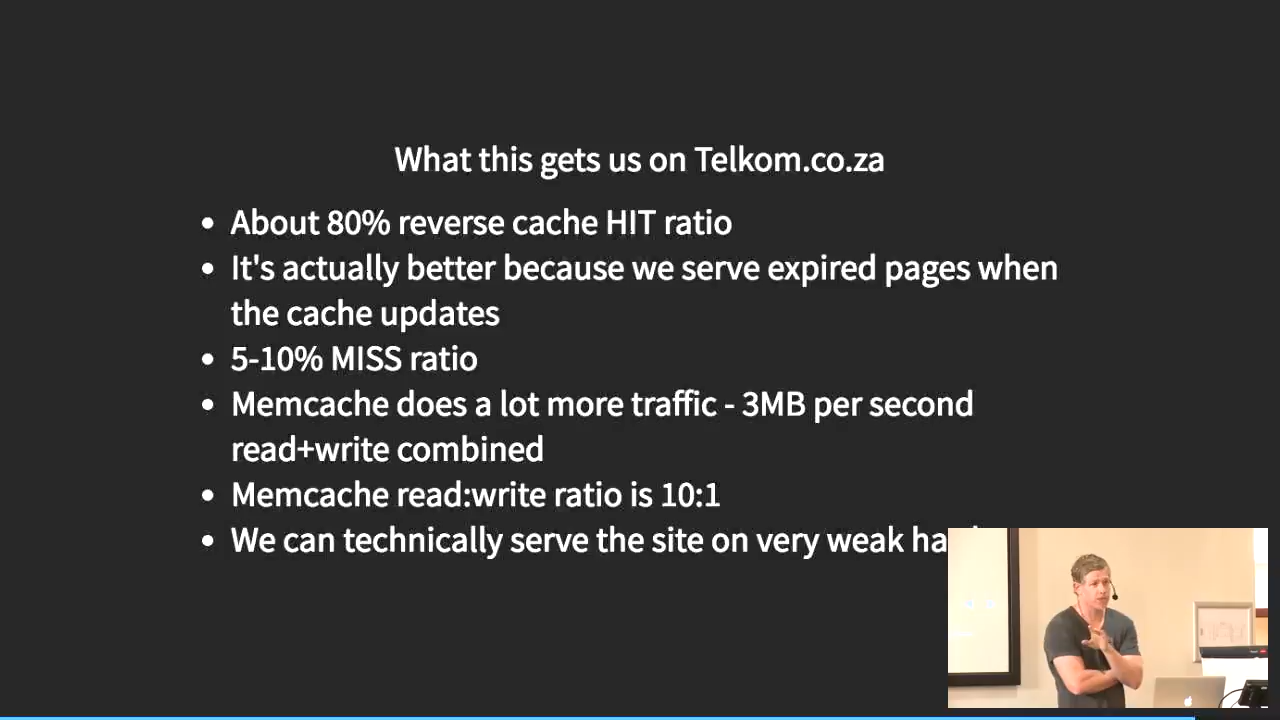 What this gets us on Telkom.co.za
• About 80% reverse cache HIT ratio
• It's actually better because we serve expired pages when
the cache updates
• 5-10% MISS ratio
• Memcache does a lot more traffic - 3MB per second
read+write combined
• Memcache read:write ratio is 10:1
• We can technically serve the site on very weak